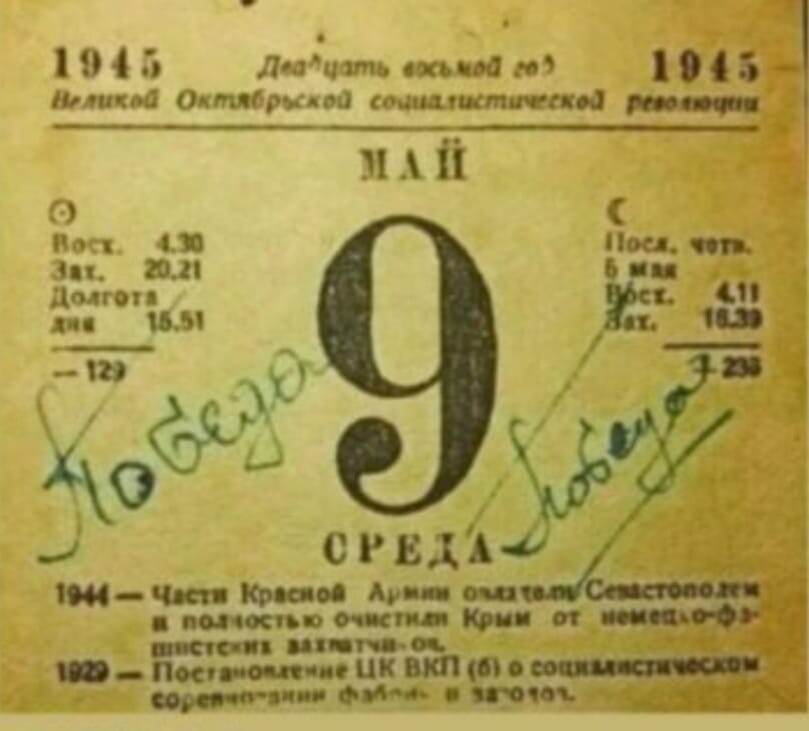 1945 Двадцать восьмой год 1945
Великой Октябрьской социалистической революции
МАЙ
Восх. 4.30
Зах. 20.21
Долгота
дня 15.51
— 129
Посл. четв.
5 мая
Восх. 4.11
Зах. 16.39
236
9
Победа
Победа
СРЕДА
1944 — Части Красной Армии овладели Севастополем
и полностью очистили Крым от немецко-фа-
шистских захватчиков.
1929 — Постановление ЦК ВКП (б) о социалистическом
соревновании фабрик и заводов.